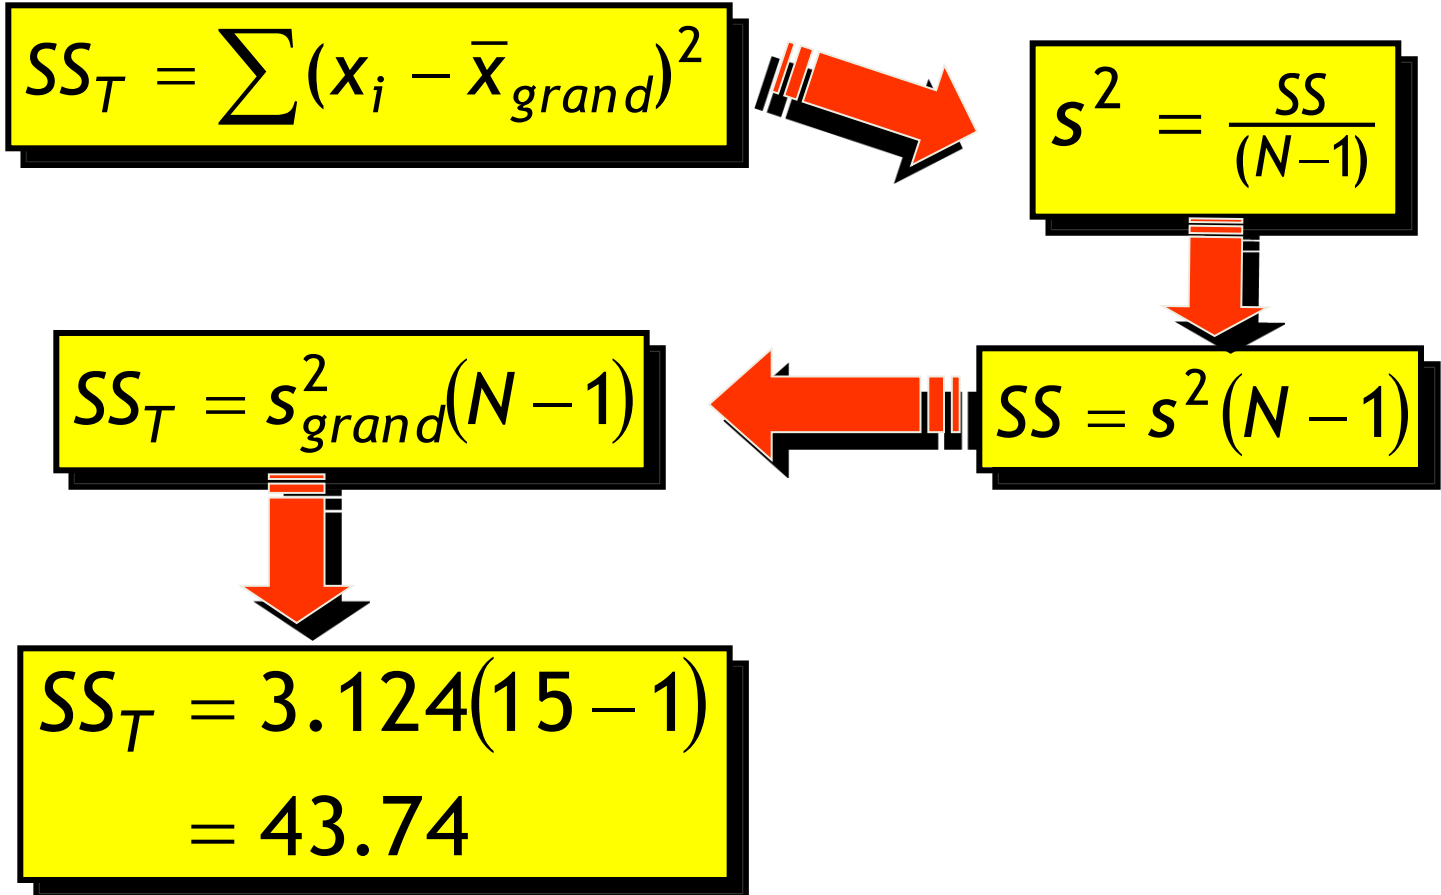 SS_T = ∑(x_i − x̄_grand)²
s² = SS/(N−1)
SS = s²(N − 1)
SS_T = s²_grand(N − 1)
SS_T = 3.124(15 − 1)
= 43.74